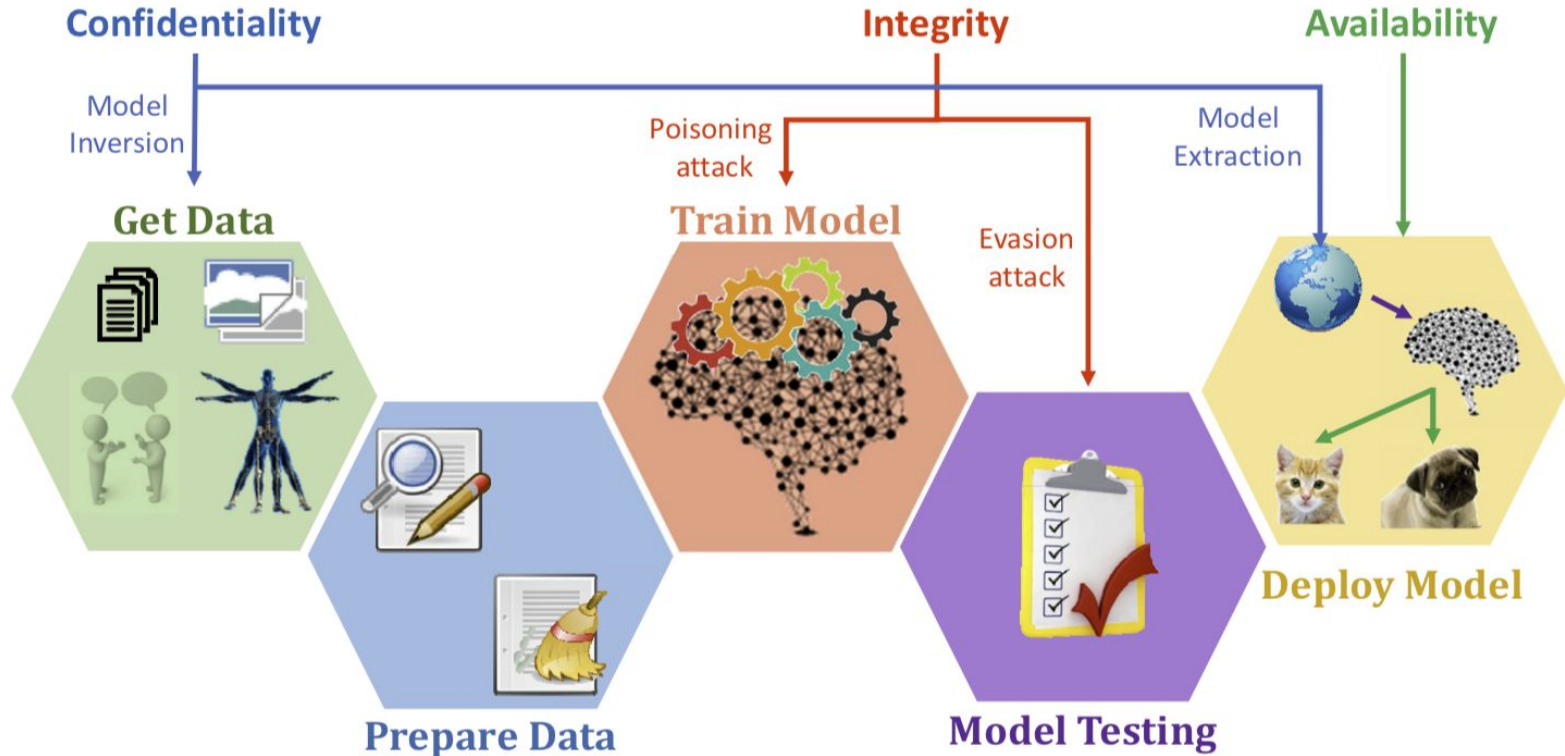 Confidentiality
Integrity
Availability
Model
Inversion
Poisoning
attack
Model
Extraction
Get Data
Train Model
Evasion
attack
Deploy Model
Prepare Data
Model Testing